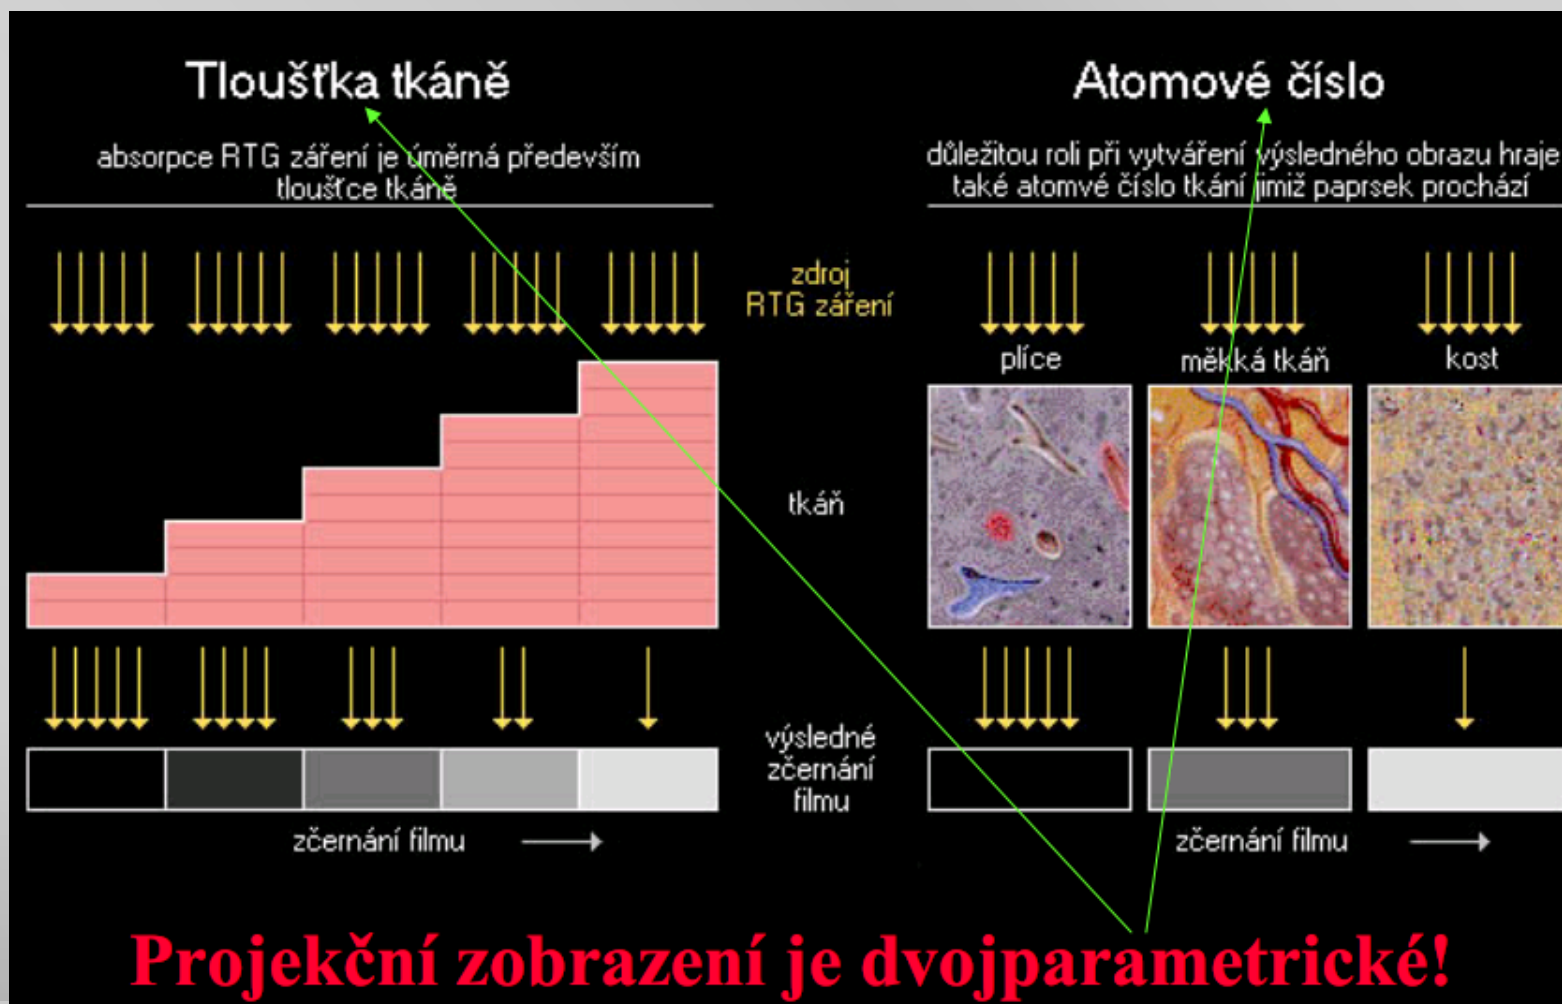 Tloušťka tkáně
absorpce RTG záření je úměrná především
tloušťce tkáně
Atomové číslo
důležitou roli při vytváření výsledného obrazu hraje
také atomvé číslo tkání jimiž paprsek prochází
zdroj
RTG záření
plíce
měkká tkáň
kost
tkáň
výsledné
zčernání
filmu
zčernání filmu
zčernání filmu
Projekční zobrazení je dvojparametrické!